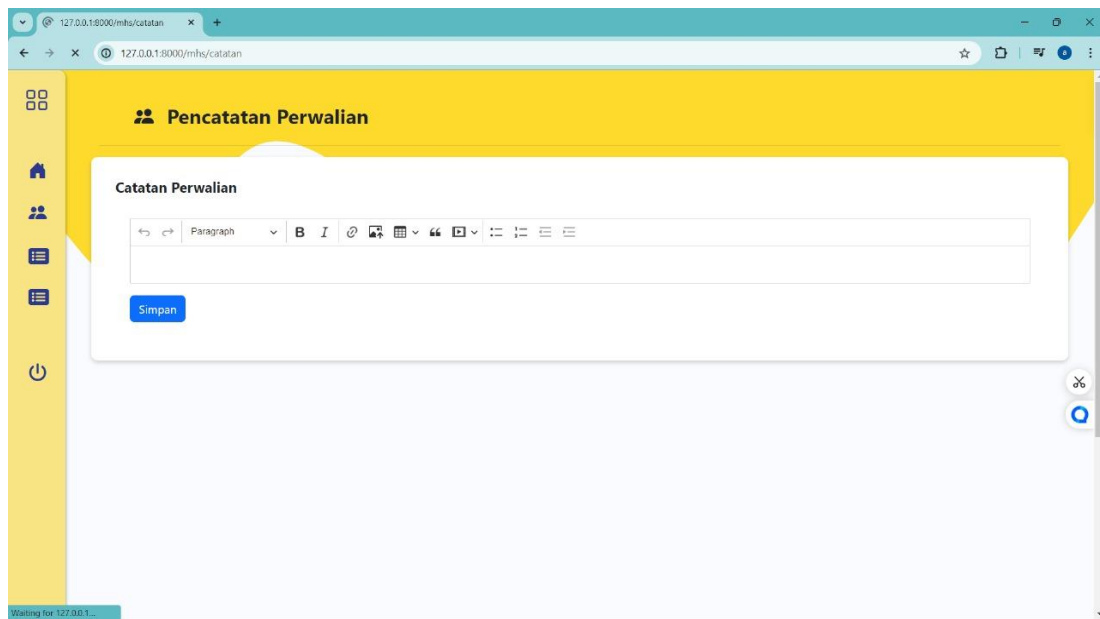 127.0.0.1:8000/mhs/catatan
127.0.0.1:8000/mhs/catatan
Pencatatan Perwalian
Catatan Perwalian
Paragraph
B I
Simpan
Waiting for 127.0.0.1...